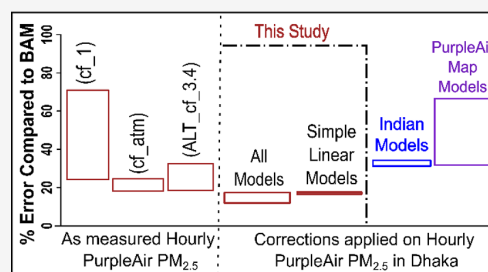 % Error Compared to BAM
100
80
60
40
20
0
(cf_1)
(cf_atm)
(ALT_cf_3.4)
This Study
All
Models
Simple
Linear
Models
Indian
Models
PurpleAir
Map
Models
As measured Hourly
PurpleAir PM2.5
Corrections applied on Hourly
PurpleAir PM2.5 in Dhaka